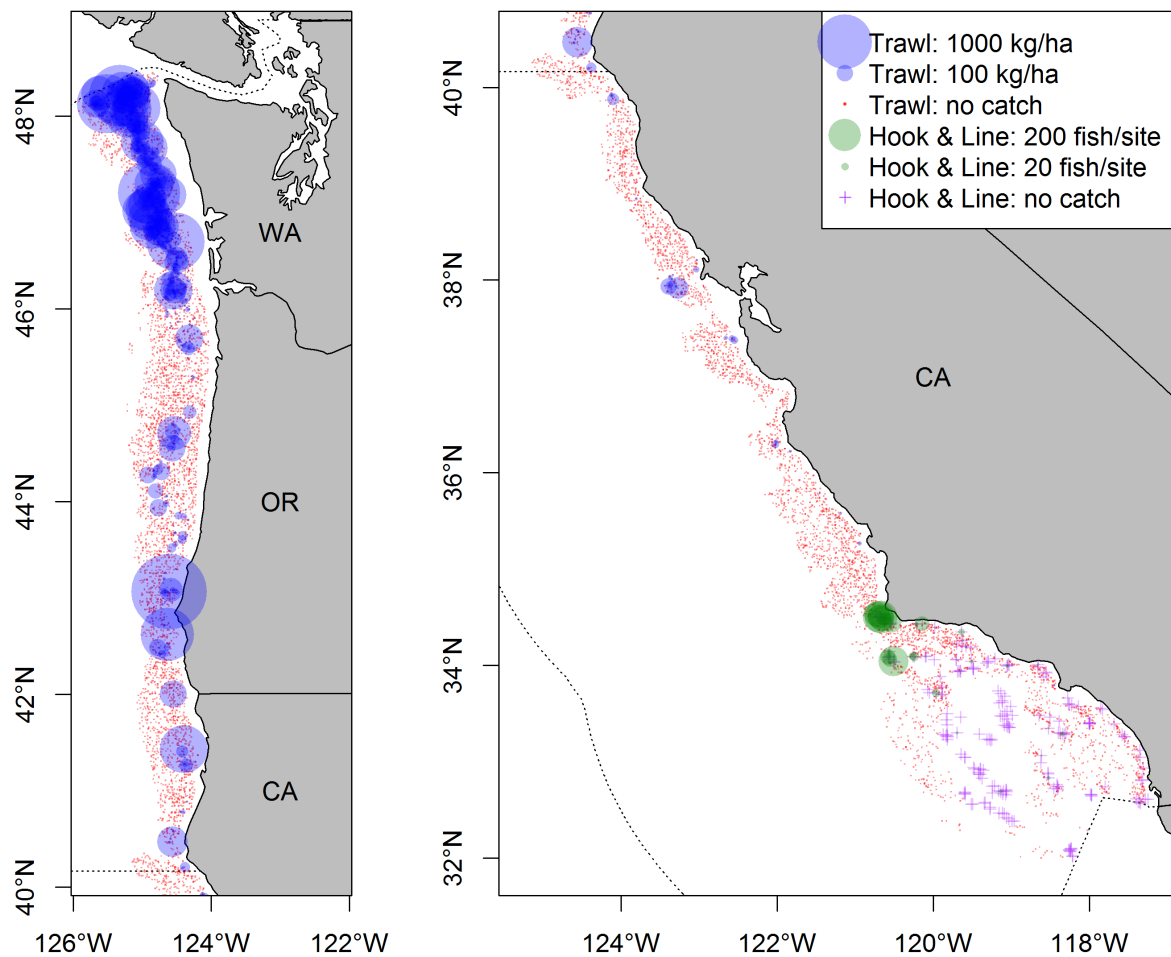 48°N
46°N
44°N
42°N
40°N
126°W
124°W
122°W
WA
OR
CA
40°N
38°N
36°N
34°N
32°N
124°W
122°W
120°W
118°W
CA
Trawl: 1000 kg/ha
Trawl: 100 kg/ha
Trawl: no catch
Hook & Line: 200 fish/site
Hook & Line: 20 fish/site
Hook & Line: no catch